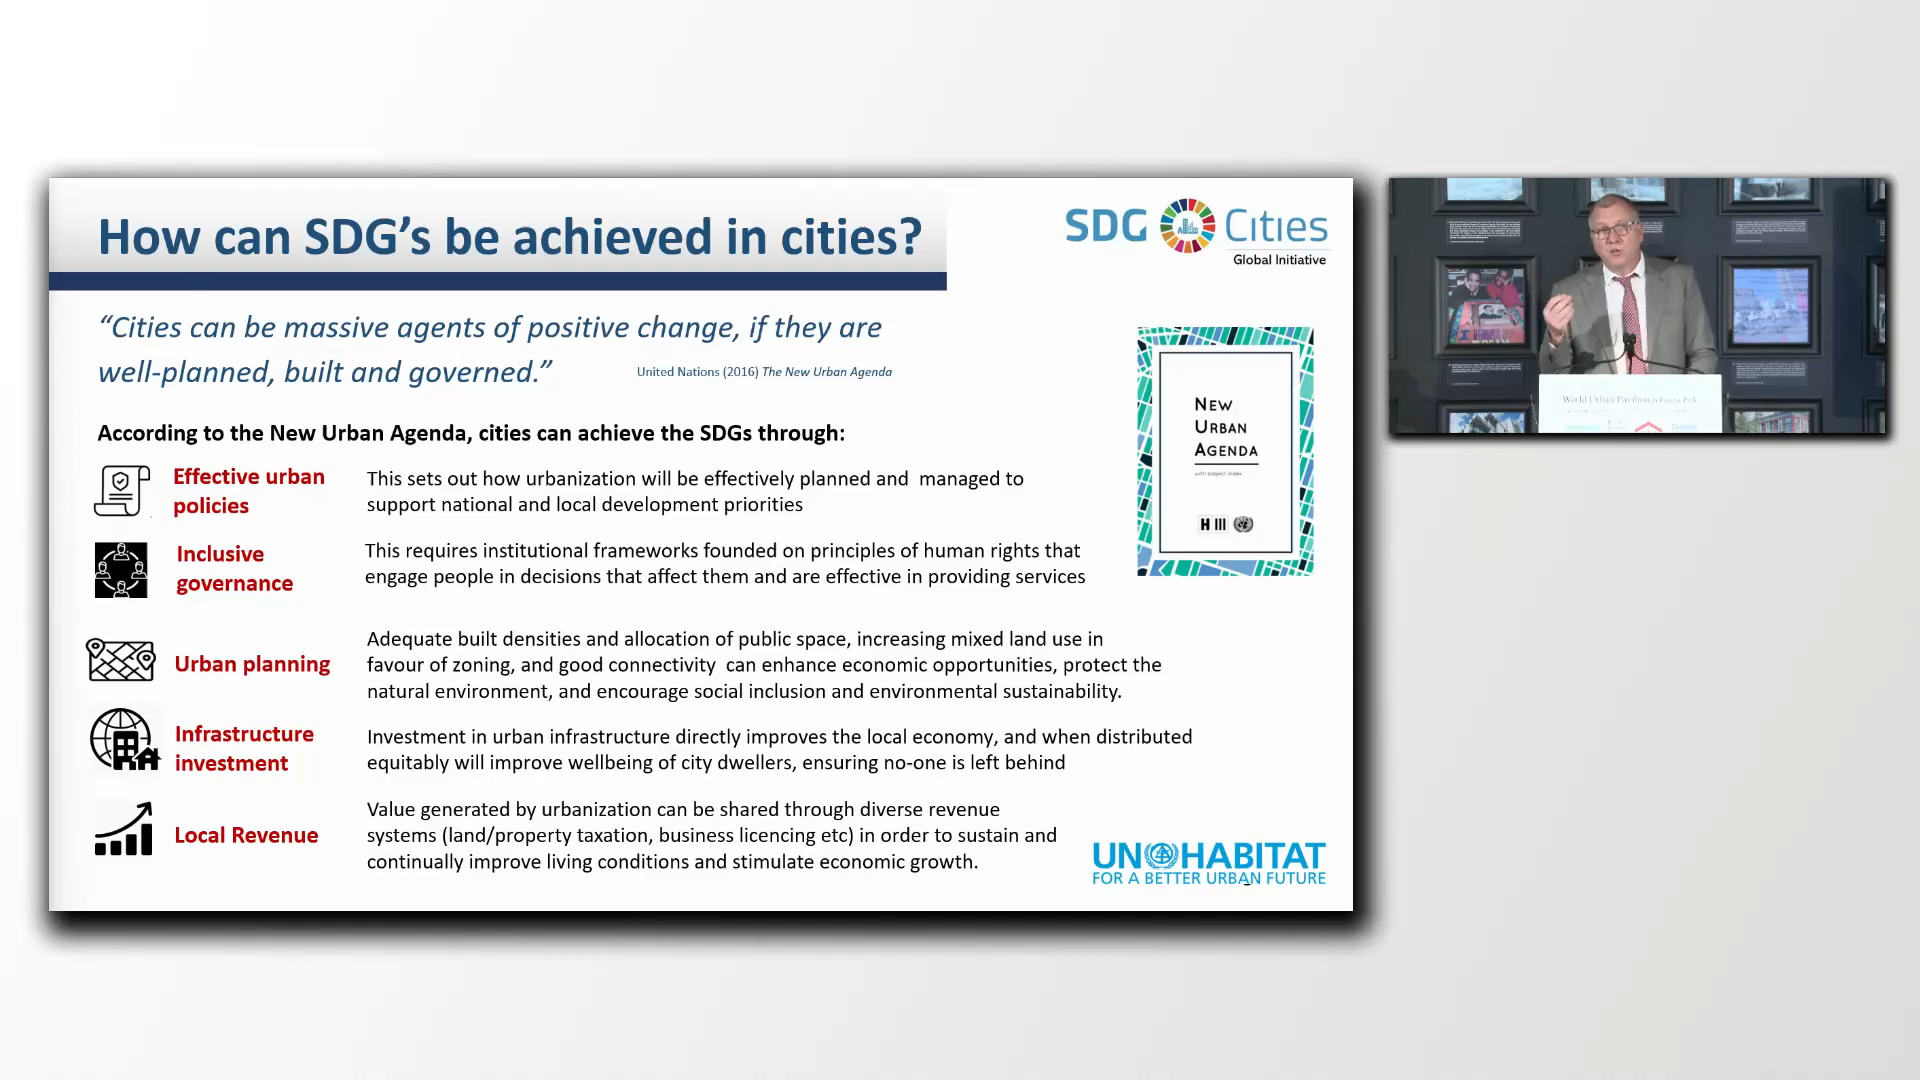 How can SDG's be achieved in cities?
SDG Cities
Global Initiative
“Cities can be massive agents of positive change, if they are
well-planned, built and governed.”
United Nations (2016) The New Urban Agenda
According to the New Urban Agenda, cities can achieve the SDGs through:
Effective urban
policies
This sets out how urbanization will be effectively planned and managed to
support national and local development priorities
Inclusive
governance
This requires institutional frameworks founded on principles of human rights that
engage people in decisions that affect them and are effective in providing services
Urban planning
Adequate built densities and allocation of public space, increasing mixed land use in
favour of zoning, and good connectivity can enhance economic opportunities, protect the
natural environment, and encourage social inclusion and environmental sustainability.
Infrastructure
investment
Investment in urban infrastructure directly improves the local economy, and when distributed
equitably will improve wellbeing of city dwellers, ensuring no-one is left behind
Local Revenue
Value generated by urbanization can be shared through diverse revenue
systems (land/property taxation, business licencing etc) in order to sustain and
continually improve living conditions and stimulate economic growth.
NEW
URBAN
AGENDA
with subject index
H III
UN HABITAT
FOR A BETTER URBAN FUTURE
World Urban Pavilion in Regent Park